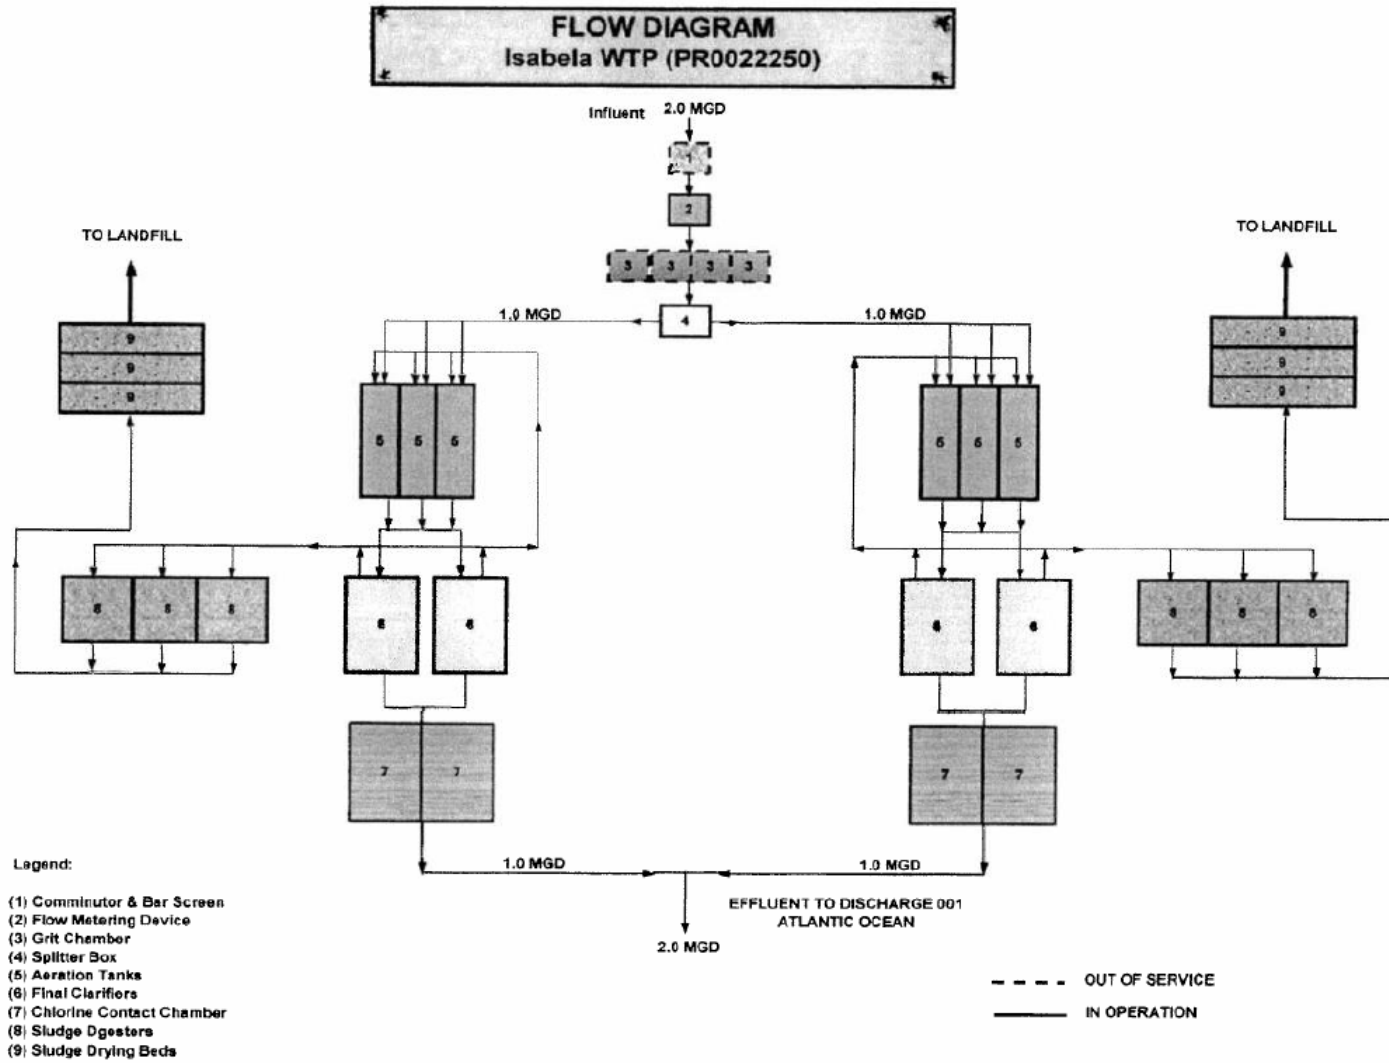 FLOW DIAGRAM
Isabela WTP (PR0022250)
Influent 2.0 MGD
1
2
TO LANDFILL
TO LANDFILL
3 3 3 3
1.0 MGD
4
1.0 MGD
9
9
9
9
9
9
5 5 5
5 5 5
8 8 8
6 6
6 6
8 8 8
7 7
7 7
1.0 MGD
1.0 MGD
EFFLUENT TO DISCHARGE 001
ATLANTIC OCEAN
2.0 MGD
Legend:
(1) Comminutor & Bar Screen
(2) Flow Metering Device
(3) Grit Chamber
(4) Splitter Box
(5) Aeration Tanks
(6) Final Clarifiers
(7) Chlorine Contact Chamber
(8) Sludge Dgesters
(9) Sludge Drying Beds
OUT OF SERVICE
IN OPERATION